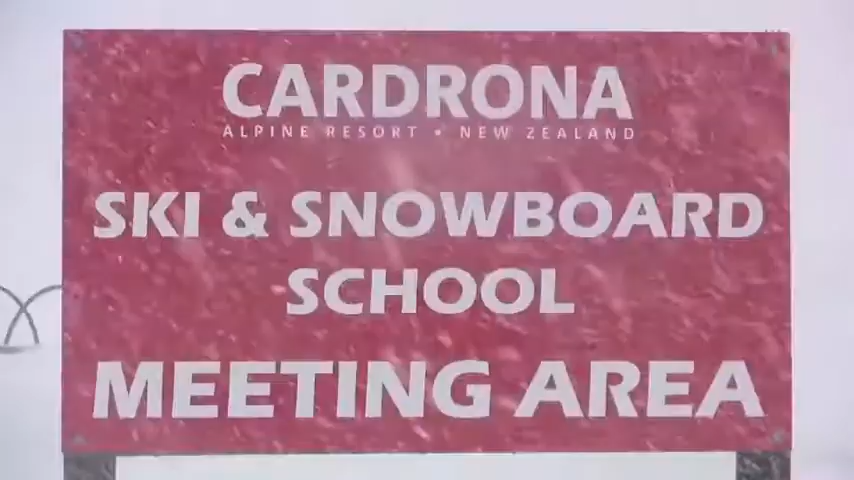 CARDRONA
ALPINE RESORT • NEW ZEALAND
SKI & SNOWBOARD
SCHOOL
MEETING AREA